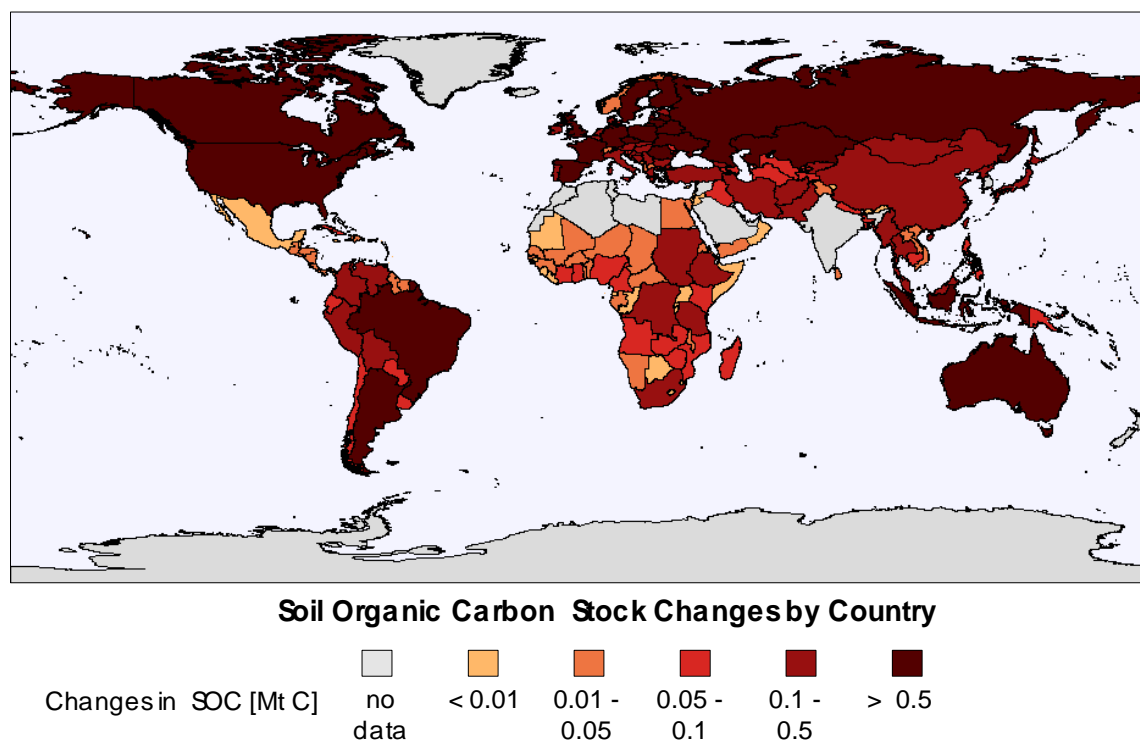 Soil Organic Carbon Stock Changes by Country
Changes in SOC [Mt C]
no data
< 0.01
0.01 - 0.05
0.05 - 0.1
0.1 - 0.5
> 0.5